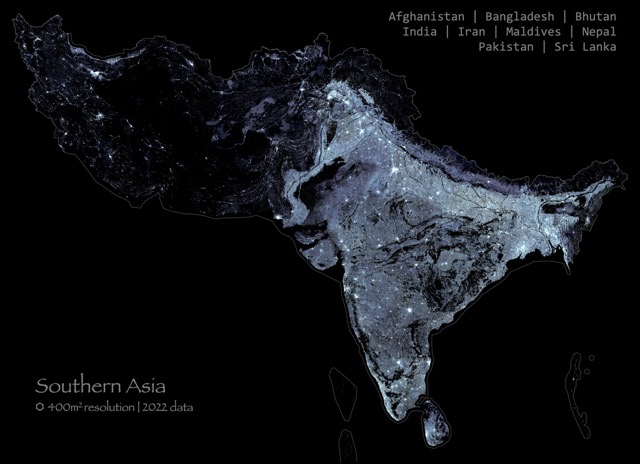 Afghanistan | Bangladesh | Bhutan
India | Iran | Maldives | Nepal
Pakistan | Sri Lanka
Southern Asia
400m² resolution | 2022 data